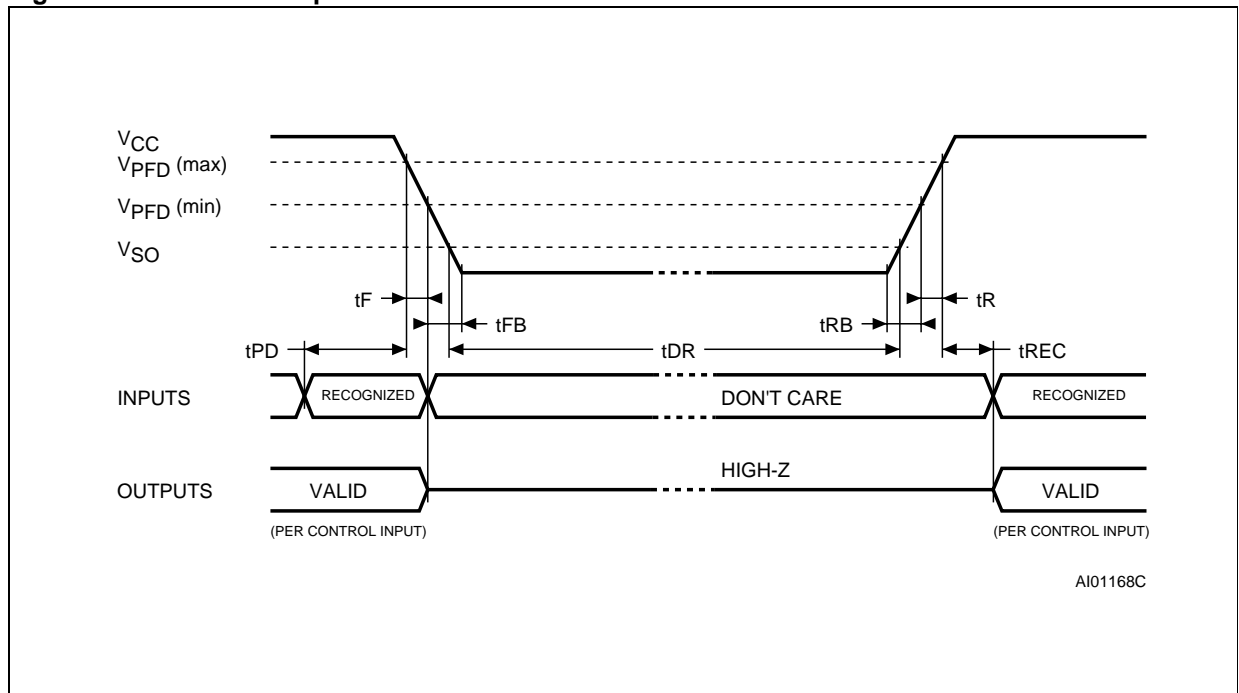 VCC
VPFD (max)
VPFD (min)
VSO
tF
tFB
tRB
tR
tPD
tDR
tREC
INPUTS
RECOGNIZED
DON'T CARE
RECOGNIZED
HIGH-Z
OUTPUTS
VALID
VALID
(PER CONTROL INPUT)
(PER CONTROL INPUT)
AI01168C